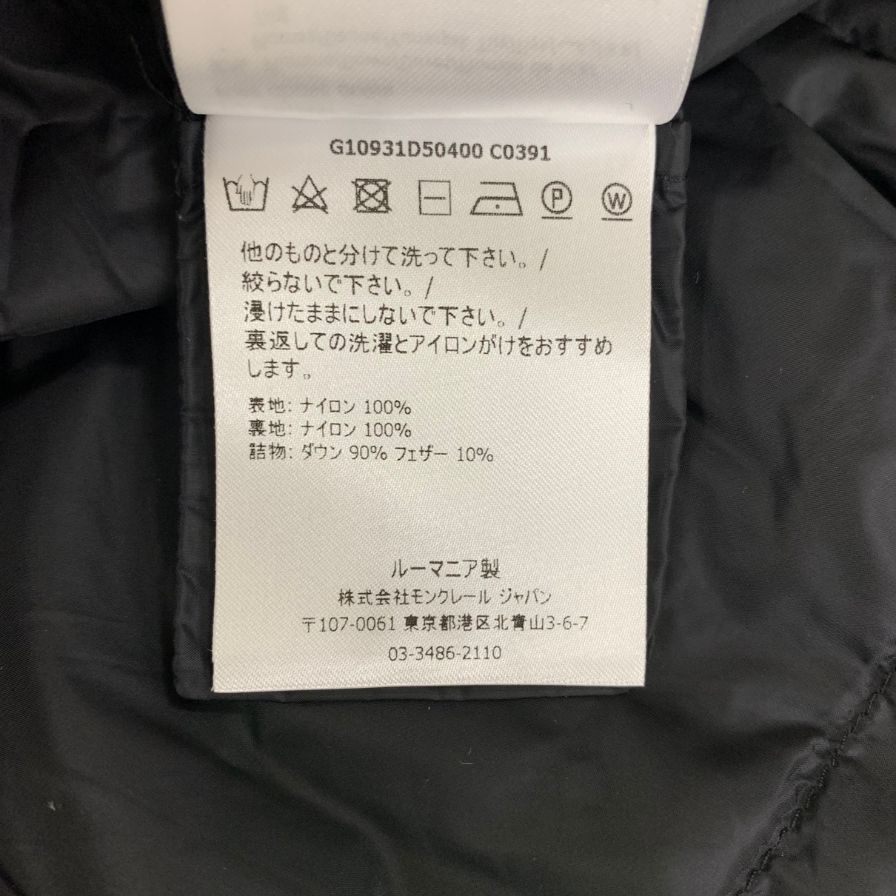 G10931D50400 C0391
P
W
他のものと分けて洗って下さい。/
絞らないで下さい。/
浸けたままにしないで下さい。/
裏返しての洗濯とアイロンがけをおすすめ
します。
表地: ナイロン 100%
裏地: ナイロン 100%
詰物: ダウン 90% フェザー 10%
ルーマニア製
株式会社モンクレール ジャパン
〒107-0061 東京都港区北青山3-6-7
03-3486-2110